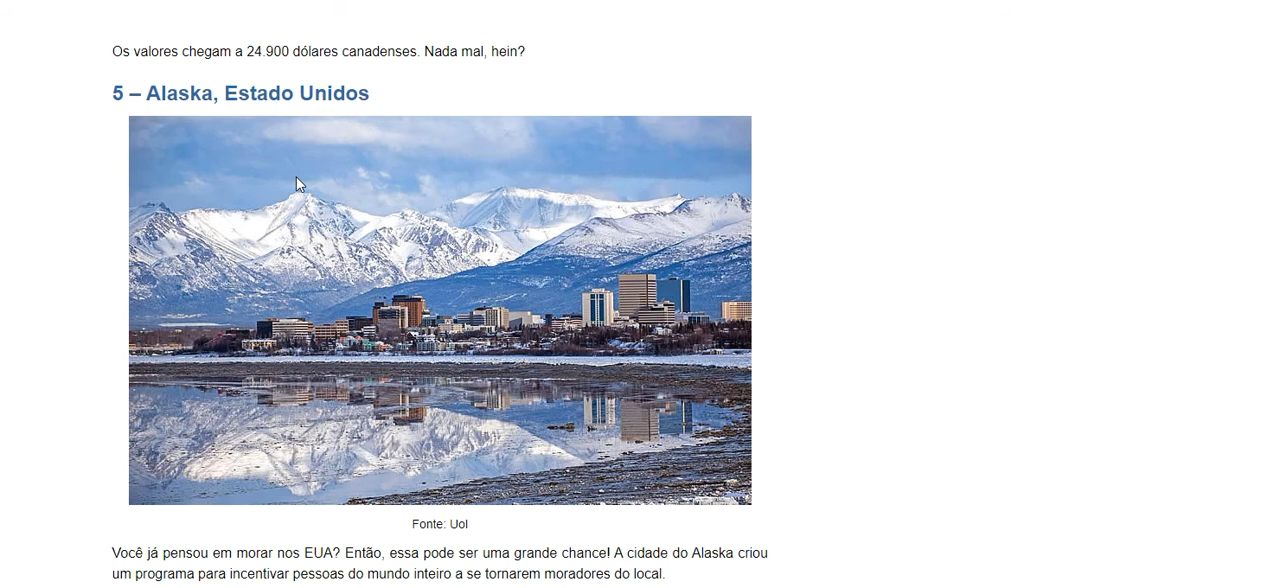 Os valores chegam a 24.900 dólares canadenses. Nada mal, hein?
5 – Alaska, Estado Unidos
Fonte: Uol
Você já pensou em morar nos EUA? Então, essa pode ser uma grande chance! A cidade do Alaska criou
um programa para incentivar pessoas do mundo inteiro a se tornarem moradores do local.